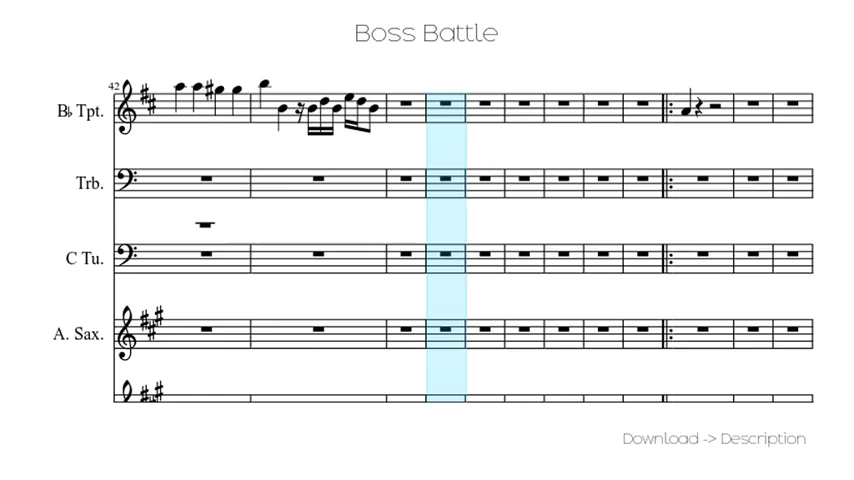 Boss Battle
42
B♭ Tpt.
Trb.
C Tu.
A. Sax.
Download -> Description